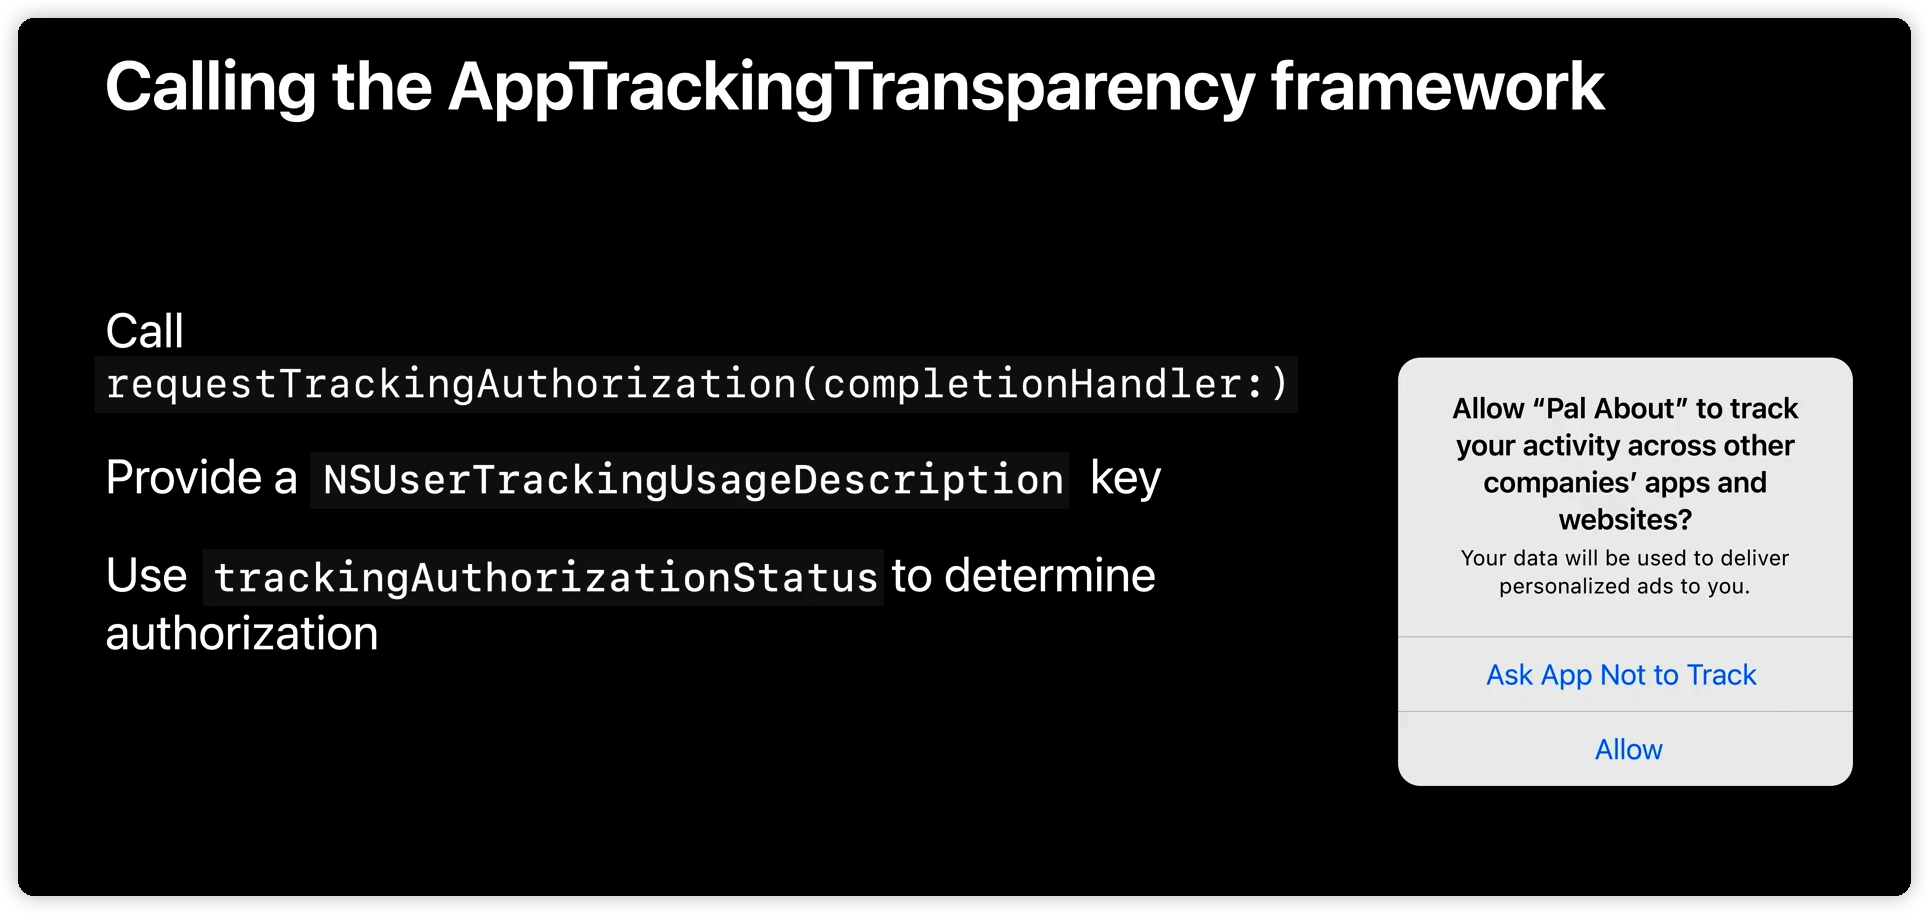 Calling the AppTrackingTransparency framework
Call
requestTrackingAuthorization(completionHandler:)
Provide a NSUserTrackingUsageDescription key
Use trackingAuthorizationStatus to determine
authorization
Allow “Pal About” to track
your activity across other
companies’ apps and
websites?
Your data will be used to deliver
personalized ads to you.
Ask App Not to Track
Allow